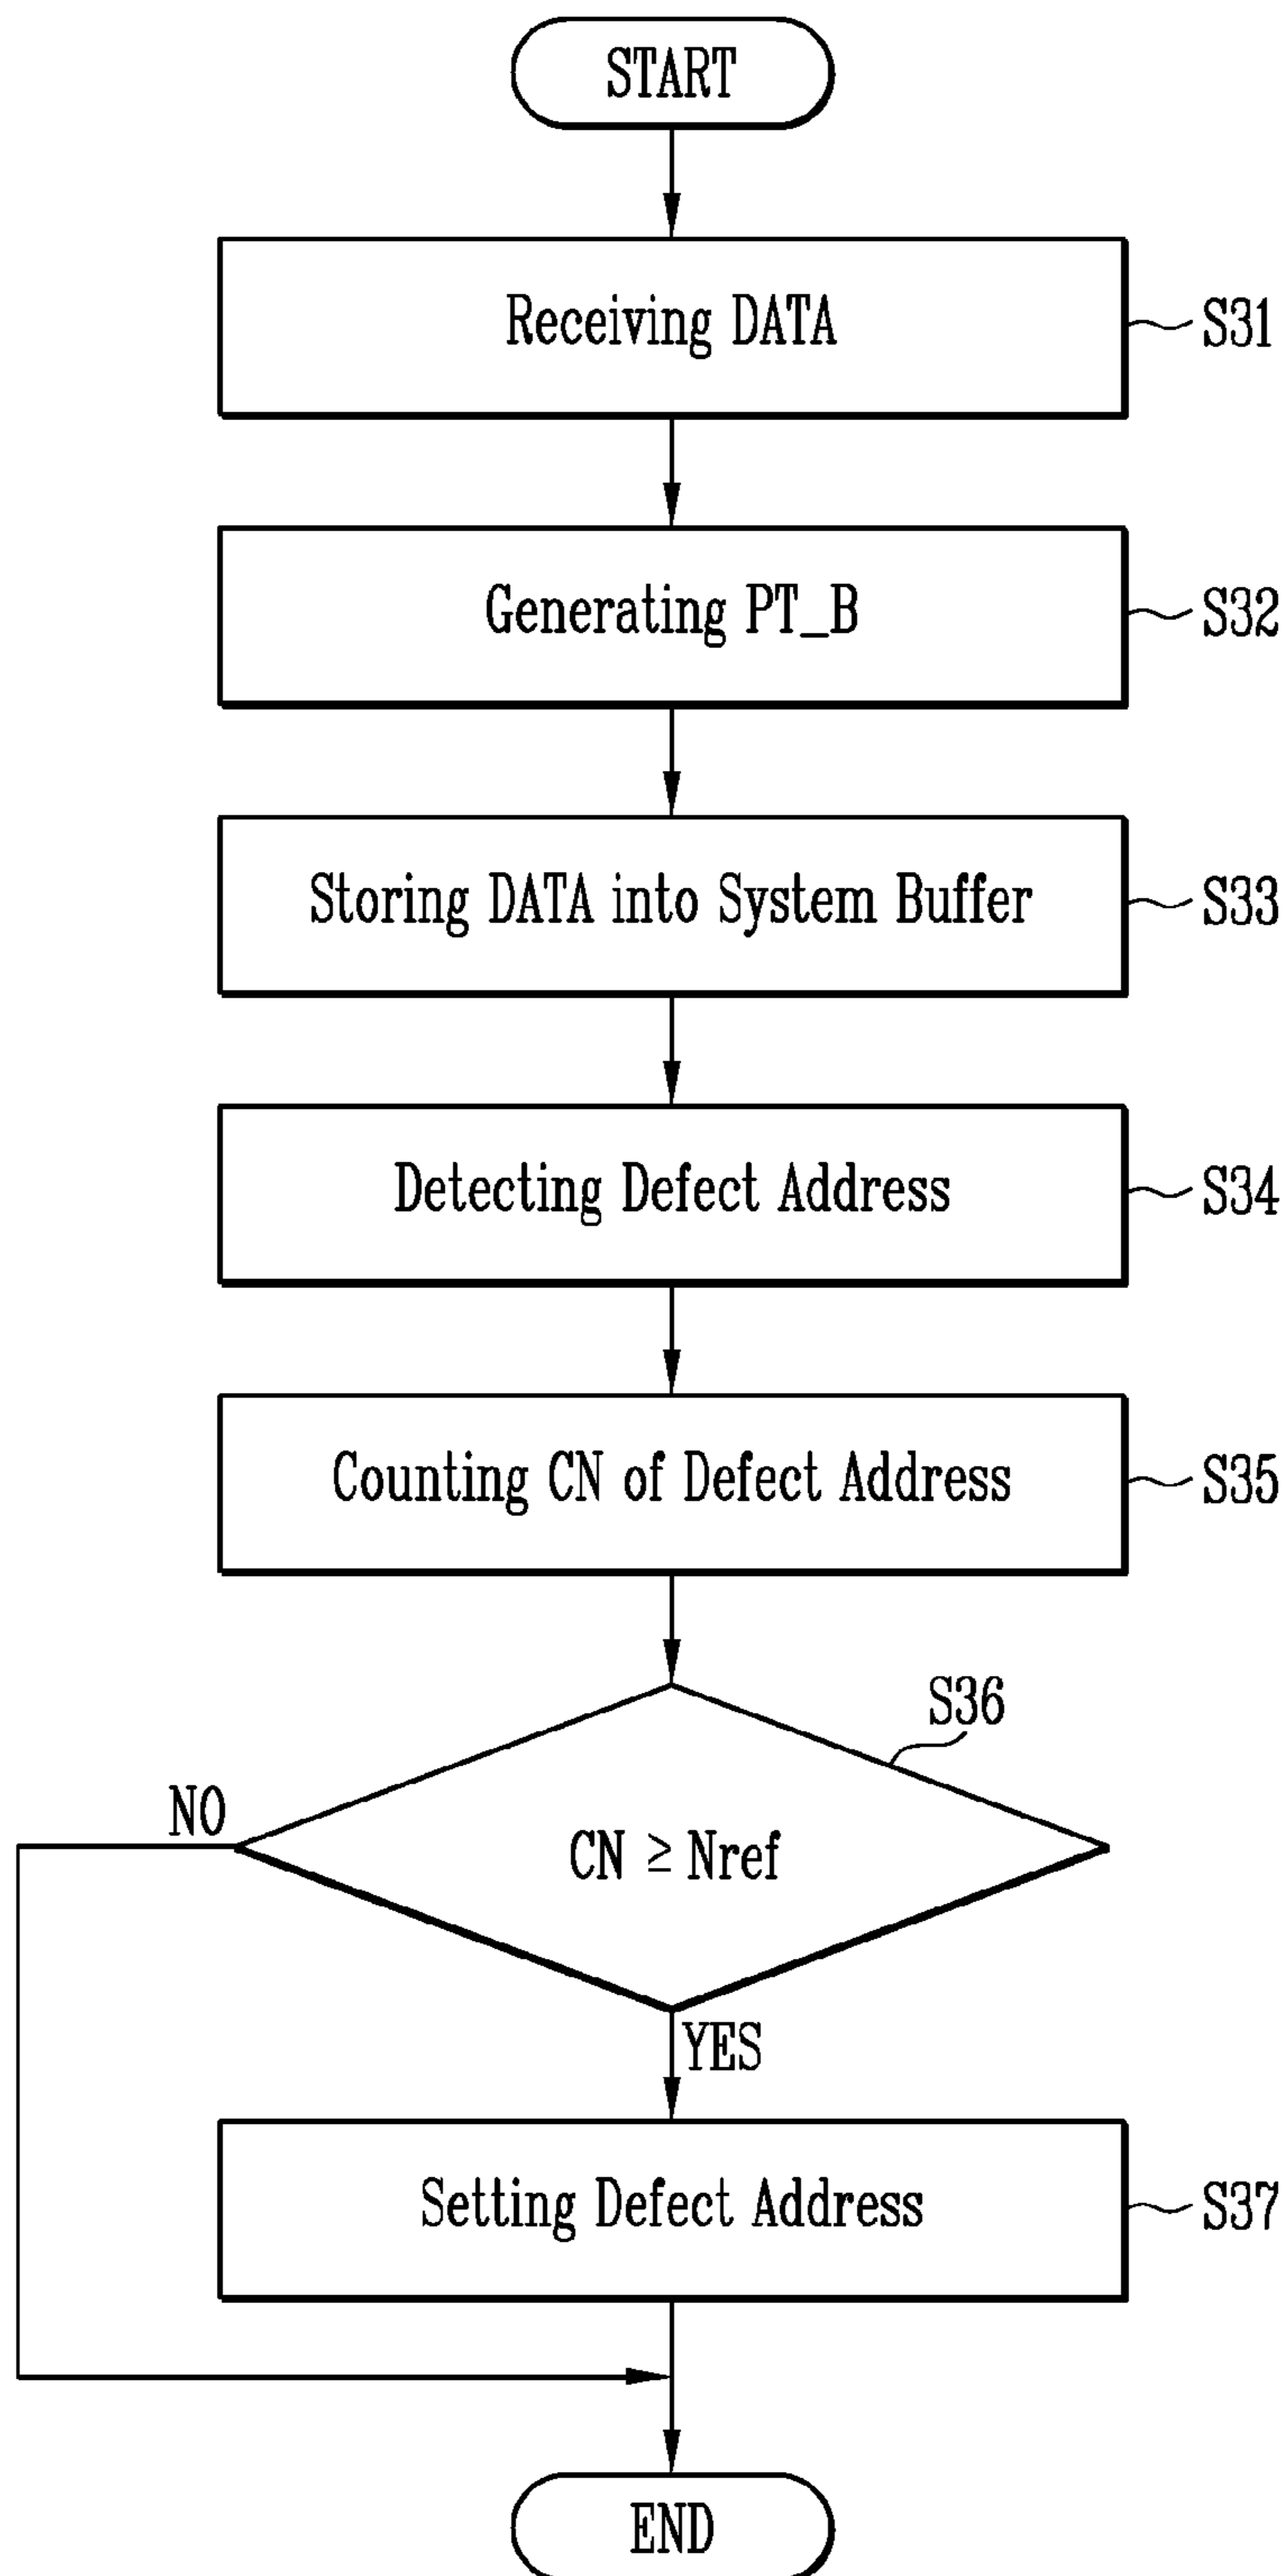 START
Receiving DATA
S31
Generating PT_B
S32
Storing DATA into System Buffer
S33
Detecting Defect Address
S34
Counting CN of Defect Address
S35
S36
NO
CN ≥ Nref
YES
Setting Defect Address
S37
END